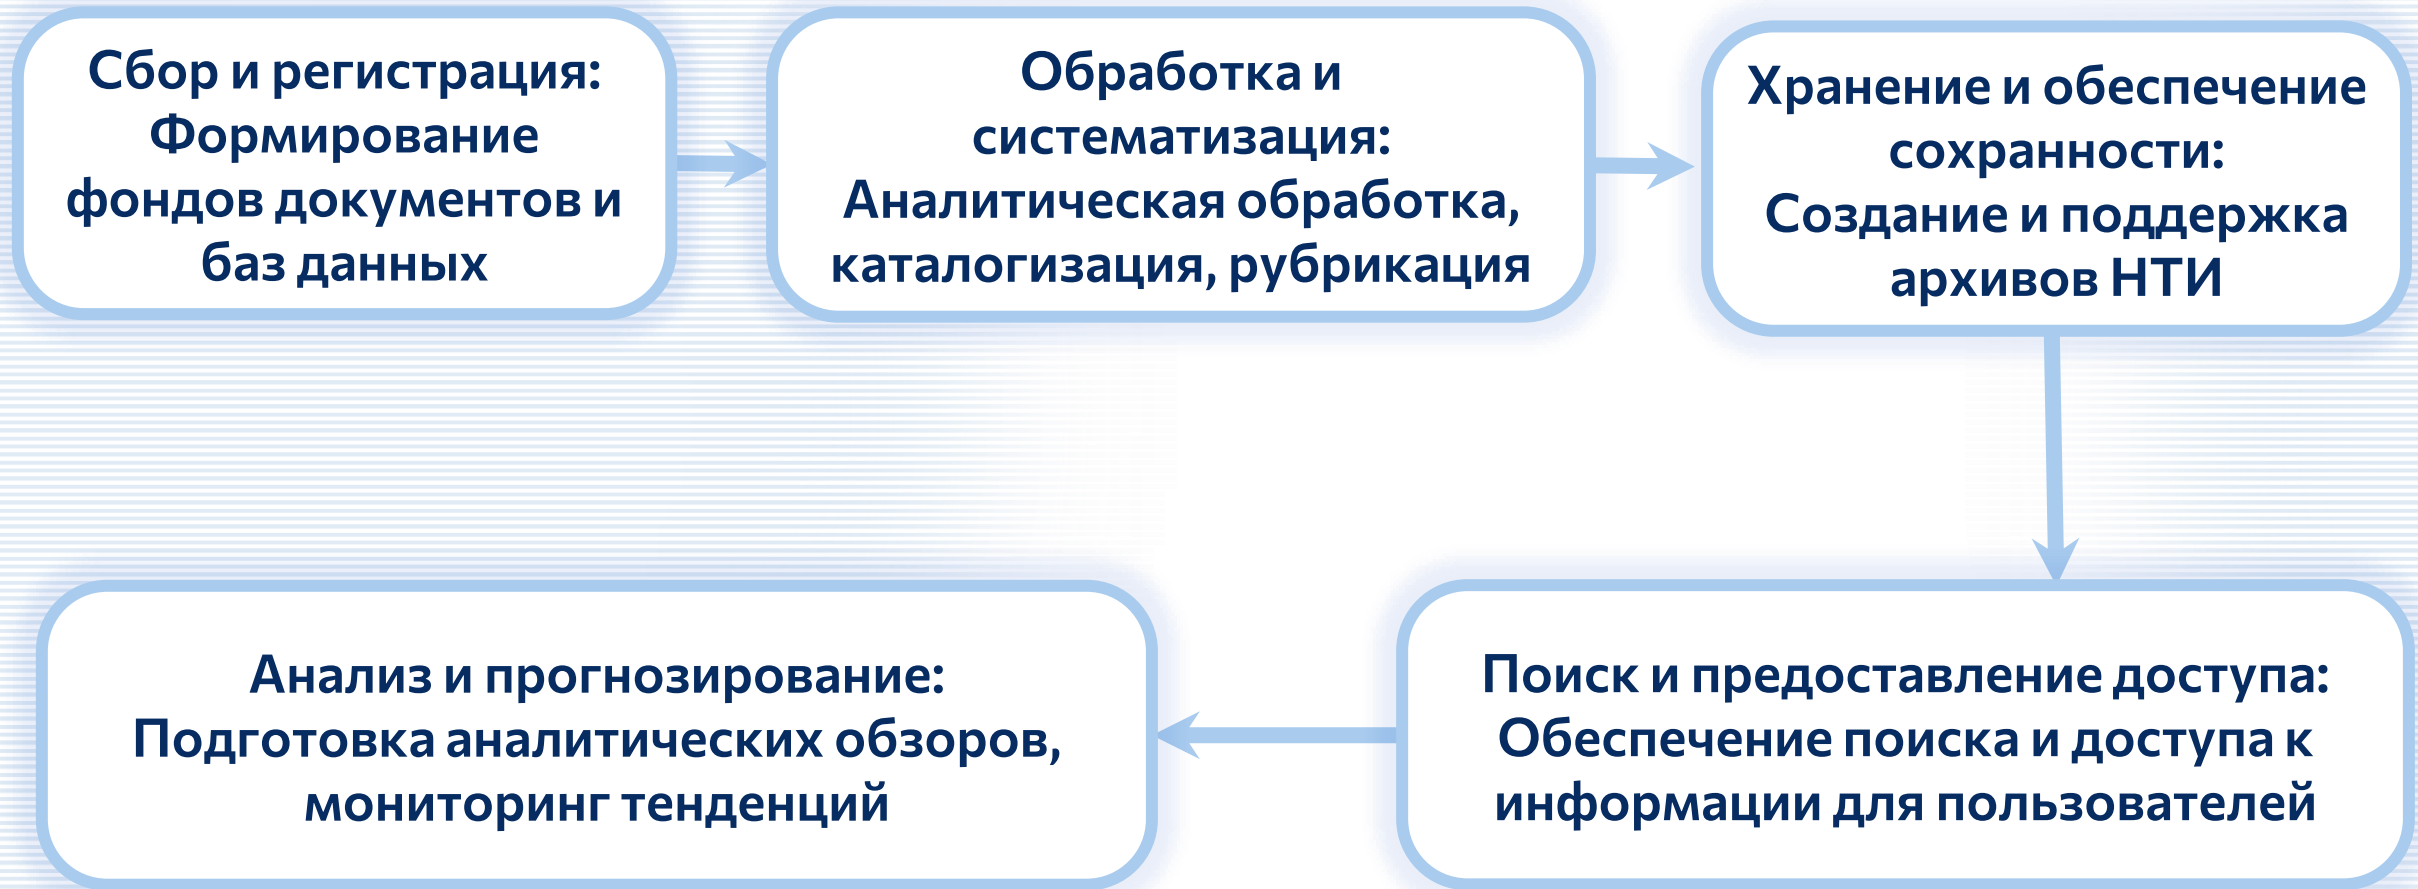 Сбор и регистрация:
Формирование
фондов документов и
баз данных
Обработка и
систематизация:
Аналитическая обработка,
каталогизация, рубрикация
Хранение и обеспечение
сохранности:
Создание и поддержка
архивов НТИ
Поиск и предоставление доступа:
Обеспечение поиска и доступа к
информации для пользователей
Анализ и прогнозирование:
Подготовка аналитических обзоров,
мониторинг тенденций